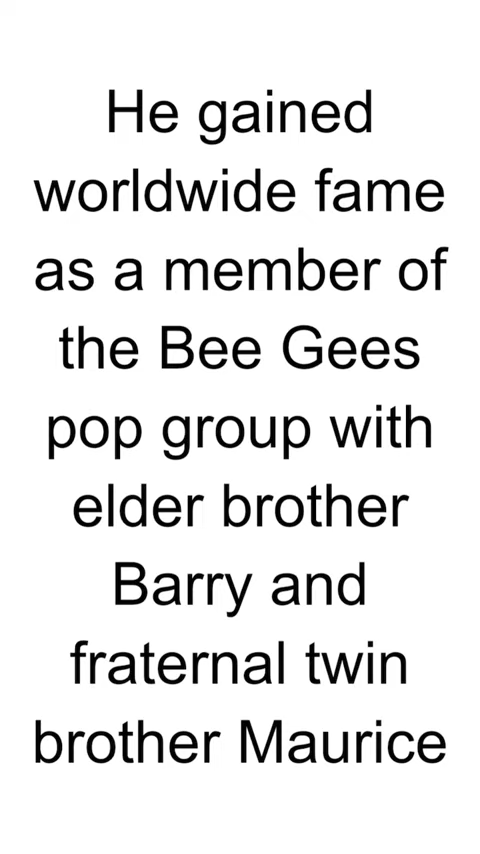 He gained
worldwide fame
as a member of
the Bee Gees
pop group with
elder brother
Barry and
fraternal twin
brother Maurice